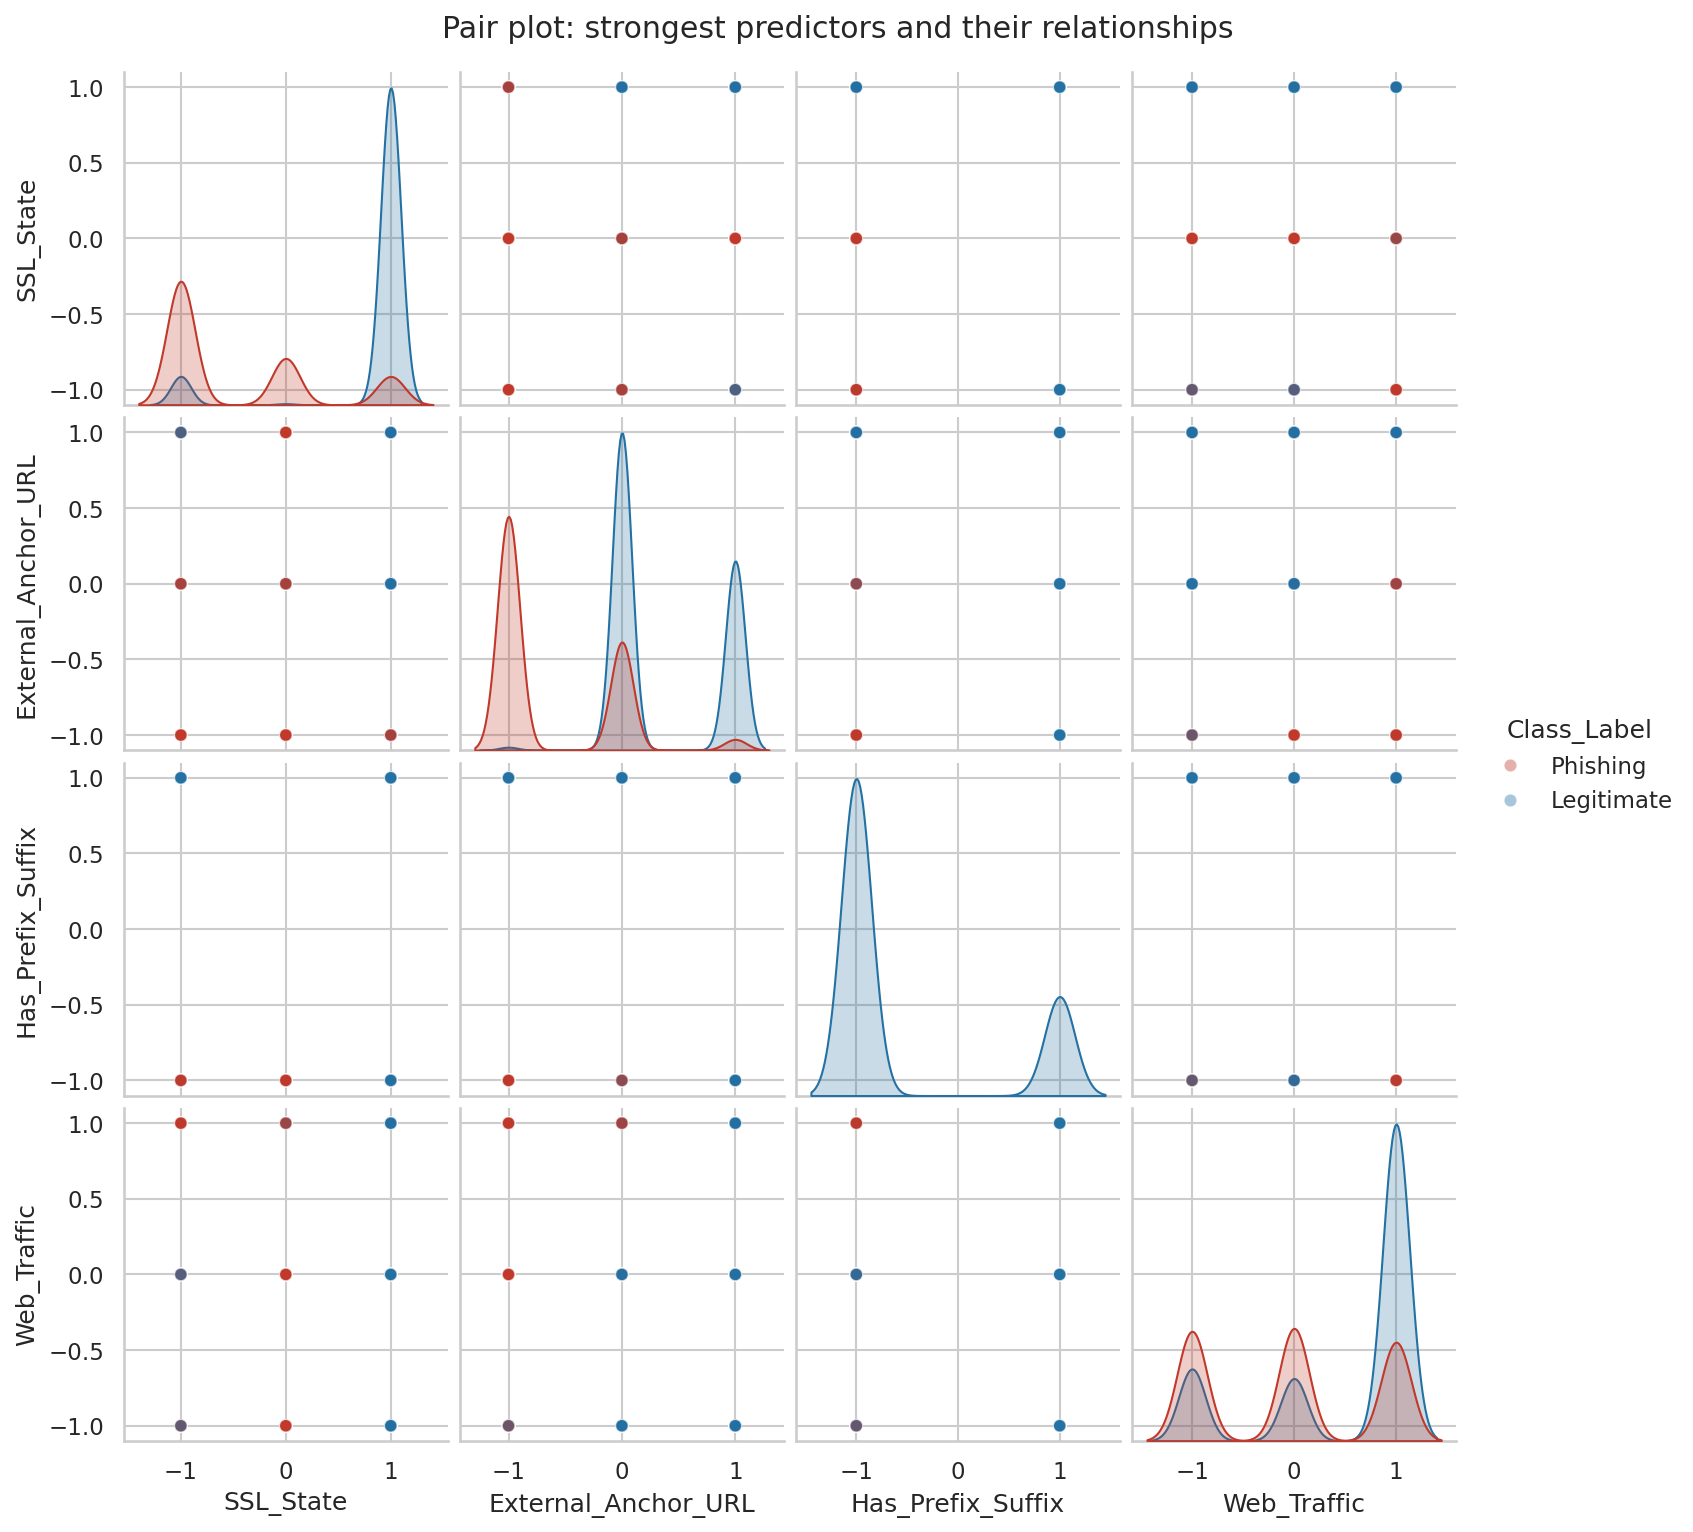 Pair plot: strongest predictors and their relationships
1.0
0.5
0.0
−0.5
−1.0
SSL_State
1.0
0.5
0.0
−0.5
−1.0
External_Anchor_URL
1.0
0.5
0.0
−0.5
−1.0
Has_Prefix_Suffix
1.0
0.5
0.0
−0.5
−1.0
Web_Traffic
−1 0 1
SSL_State
−1 0 1
External_Anchor_URL
−1 0 1
Has_Prefix_Suffix
−1 0 1
Web_Traffic
Class_Label
Phishing
Legitimate